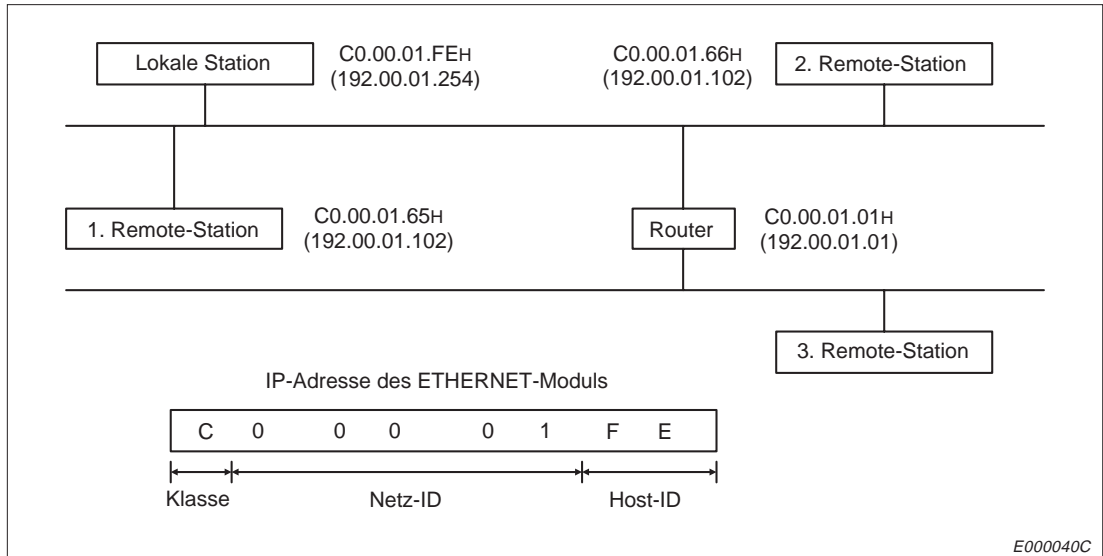 Lokale Station
C0.00.01.FEH
(192.00.01.254)
C0.00.01.66H
(192.00.01.102)
2. Remote-Station
1. Remote-Station
C0.00.01.65H
(192.00.01.102)
Router
C0.00.01.01H
(192.00.01.01)
3. Remote-Station
IP-Adresse des ETHERNET-Moduls
C 0 0 0 0 1 F E
Klasse Netz-ID Host-ID
E000040C